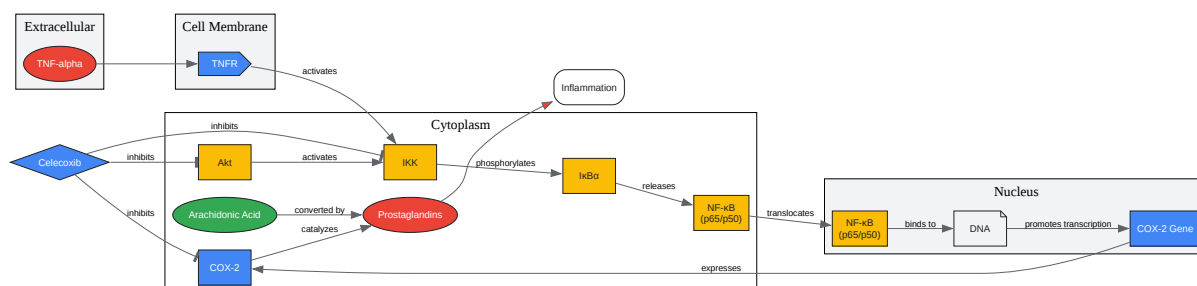 Extracellular
Cell Membrane
TNF-alpha
TNFR
activates
Inflammation
Cytoplasm
inhibits
Celecoxib
inhibits
Akt
activates
IKK
phosphorylates
IκBα
releases
inhibits
Arachidonic Acid
converted by
Prostaglandins
catalyzes
COX-2
NF-κB
(p65/p50)
translocates
Nucleus
NF-κB
(p65/p50)
binds to
DNA
promotes transcription
COX-2 Gene
expresses